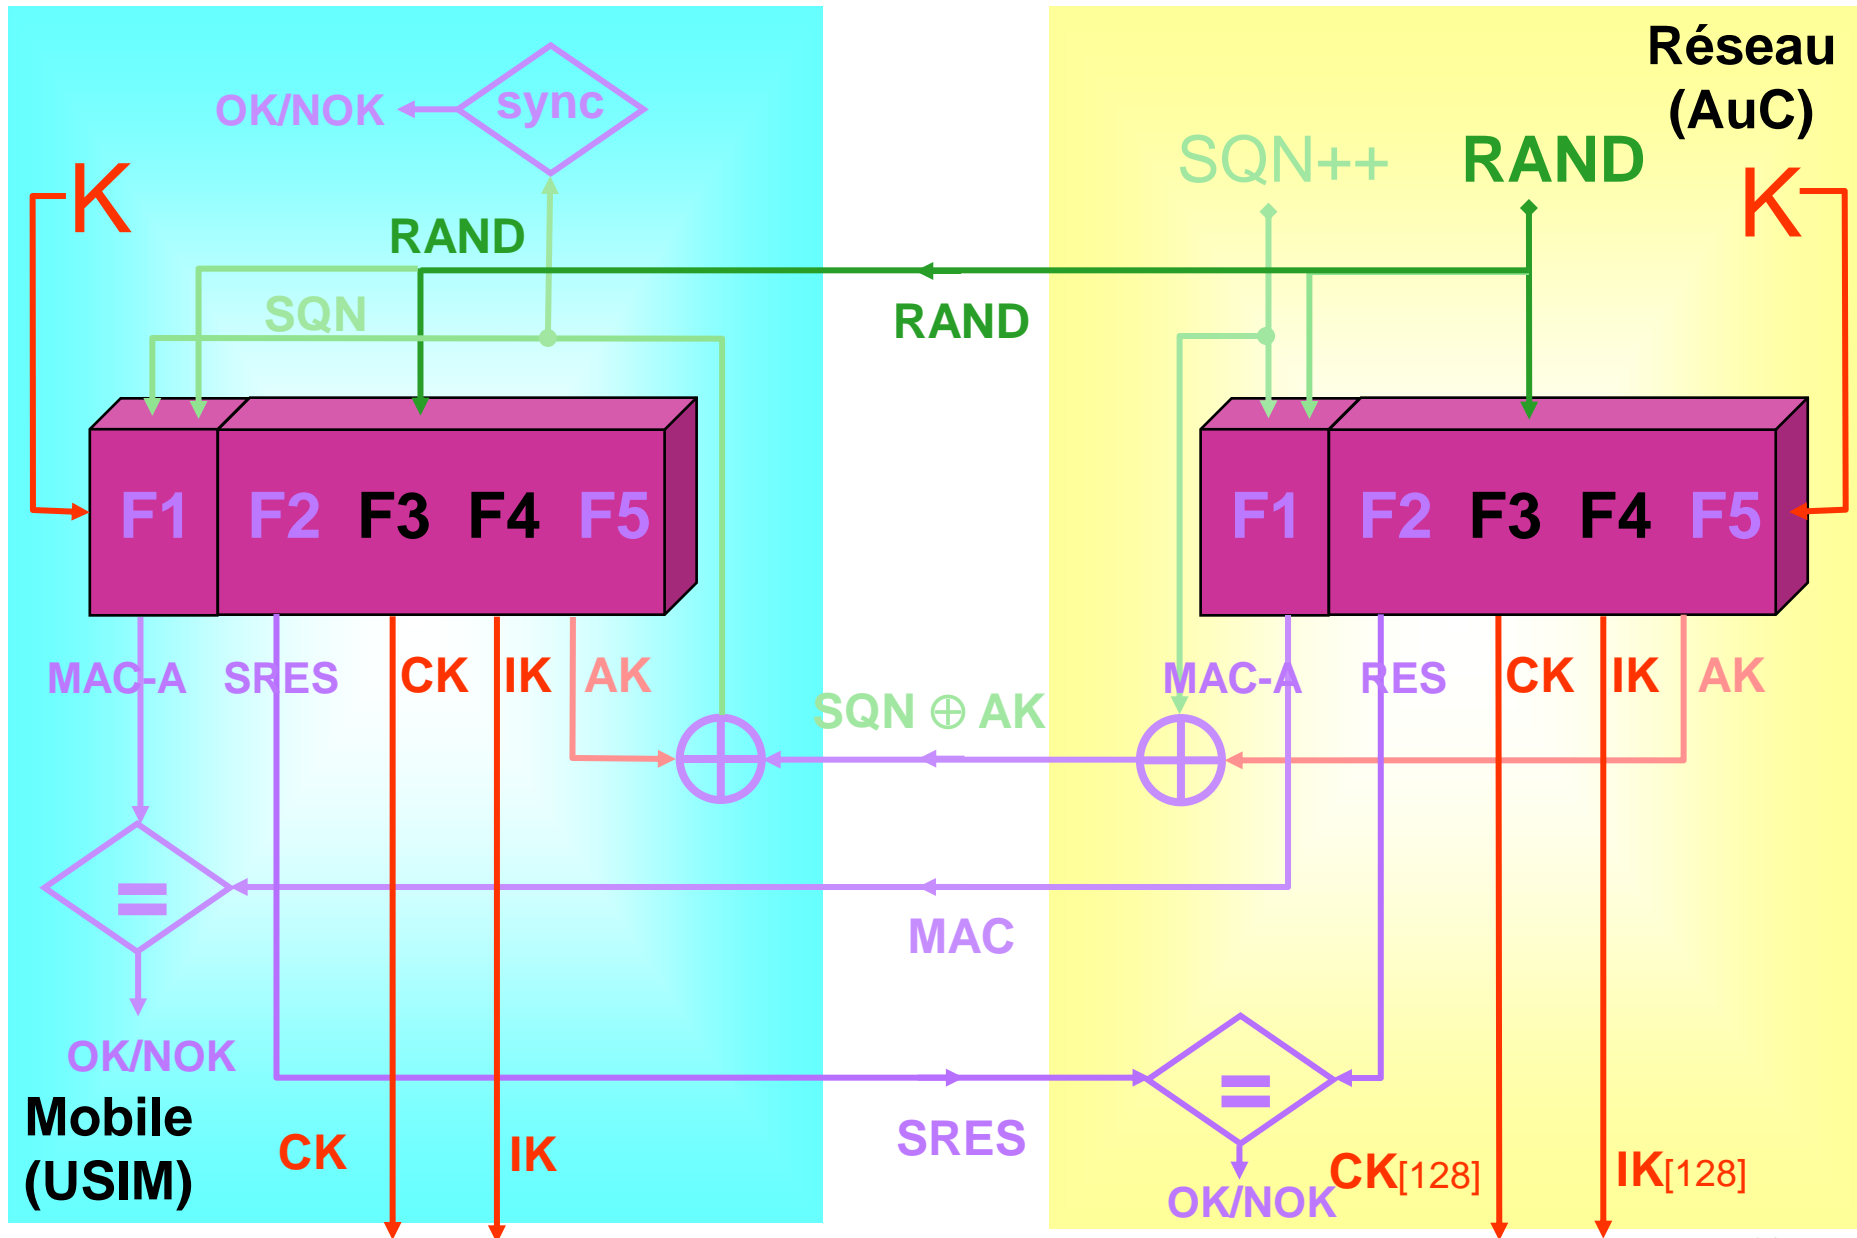 Réseau
(AuC)
OK/NOK
sync
SQN++
RAND
K
K
RAND
SQN
RAND
F1 F2 F3 F4 F5
F1 F2 F3 F4 F5
MAC-A SRES CK IK AK
MAC-A RES CK IK AK
SQN ⊕ AK
=
MAC
OK/NOK
=
Mobile
(USIM)
CK
IK
SRES
CK[128]
IK[128]
OK/NOK